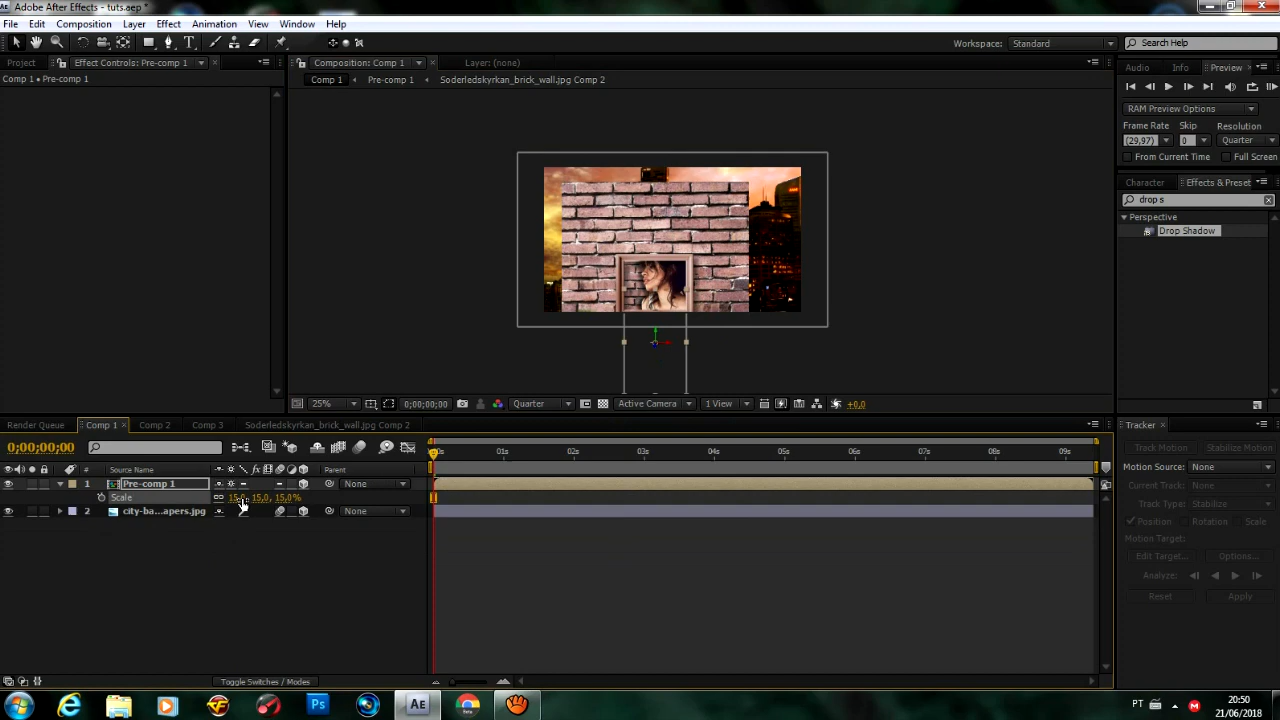 Adobe After Effects - tuts.aep *
File Edit Composition Layer Effect Animation View Window Help
Workspace: Standard
Search Help
Project Effect Controls: Pre-comp 1
Composition: Comp 1 Layer: (none)
Audio Info Preview
Comp 1 • Pre-comp 1
Comp 1 Pre-comp 1 Soderledskyrkan_brick_wall.jpg Comp 2
RAM Preview Options
Frame Rate Skip Resolution
(29,97) 0 Quarter
From Current Time Full Screen
Character Effects & Preset
drop s
Perspective
Drop Shadow
25% 0;00;00;00 Quarter Active Camera 1 View +0,0
Render Queue Comp 1 Comp 2 Comp 3 Soderledskyrkan_brick_wall.jpg Comp 2
Tracker
0;00;00;00
Track Motion Stabilize Motion
01s 02s 03s 04s 05s 06s 07s 08s 09s
Motion Source: None
# Source Name Parent
1 Pre-comp 1 None
Current Track: None
Scale 15,0, 15,0, 15,0%
Track Type: Stabilize
2 city-ba...apers.jpg None
Position Rotation Scale
Motion Target:
Edit Target... Options...
Analyze:
Reset Apply
Toggle Switches / Modes
Ps AE beta
PT
20:50
21/06/2018